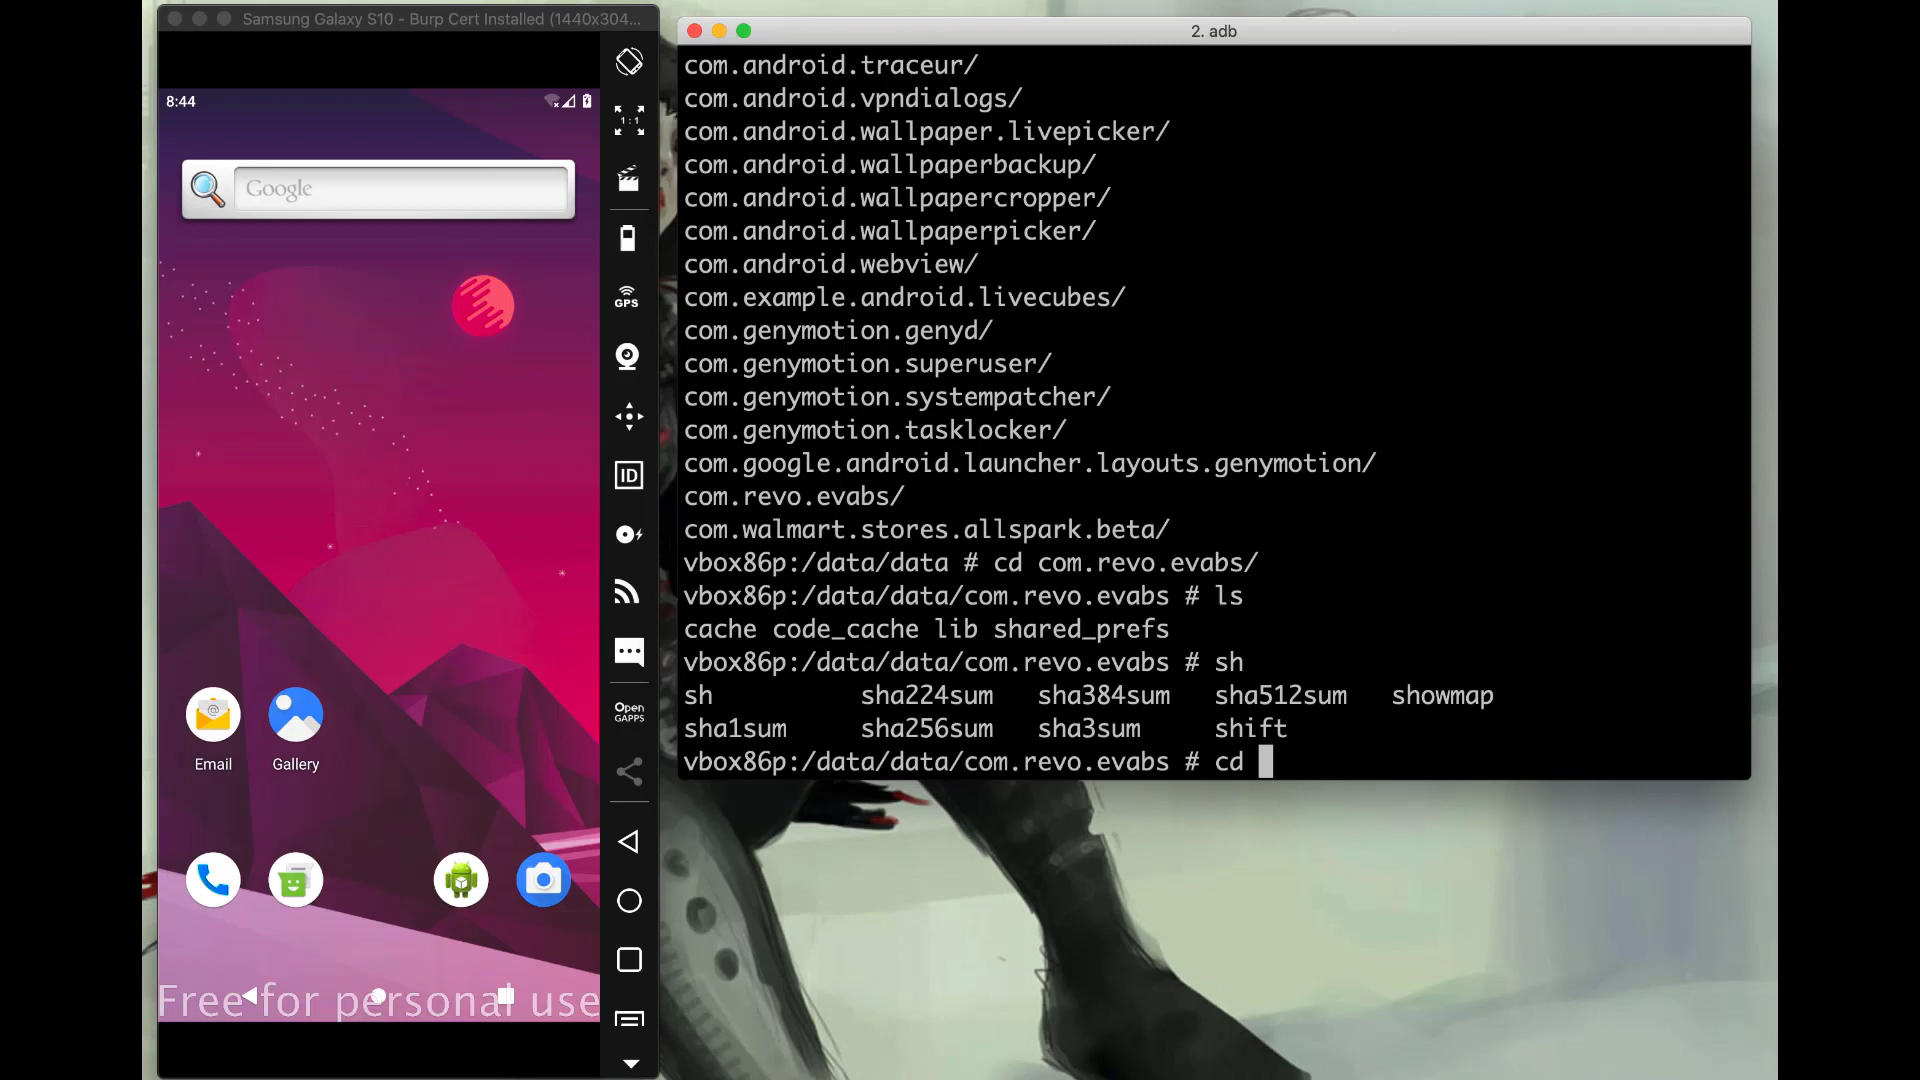 Samsung Galaxy S10 - Burp Cert Installed (1440x304...
8:44
Google
1:1
GPS
ID
Open
GAPPS
Email
Gallery
Free for personal use
2. adb
com.android.traceur/
com.android.vpndialogs/
com.android.wallpaper.livepicker/
com.android.wallpaperbackup/
com.android.wallpapercropper/
com.android.wallpaperpicker/
com.android.webview/
com.example.android.livecubes/
com.genymotion.genyd/
com.genymotion.superuser/
com.genymotion.systempatcher/
com.genymotion.tasklocker/
com.google.android.launcher.layouts.genymotion/
com.revo.evabs/
com.walmart.stores.allspark.beta/
vbox86p:/data/data # cd com.revo.evabs/
vbox86p:/data/data/com.revo.evabs # ls
cache code_cache lib shared_prefs
vbox86p:/data/data/com.revo.evabs # sh
sh sha224sum sha384sum sha512sum showmap
sha1sum sha256sum sha3sum shift
vbox86p:/data/data/com.revo.evabs # cd